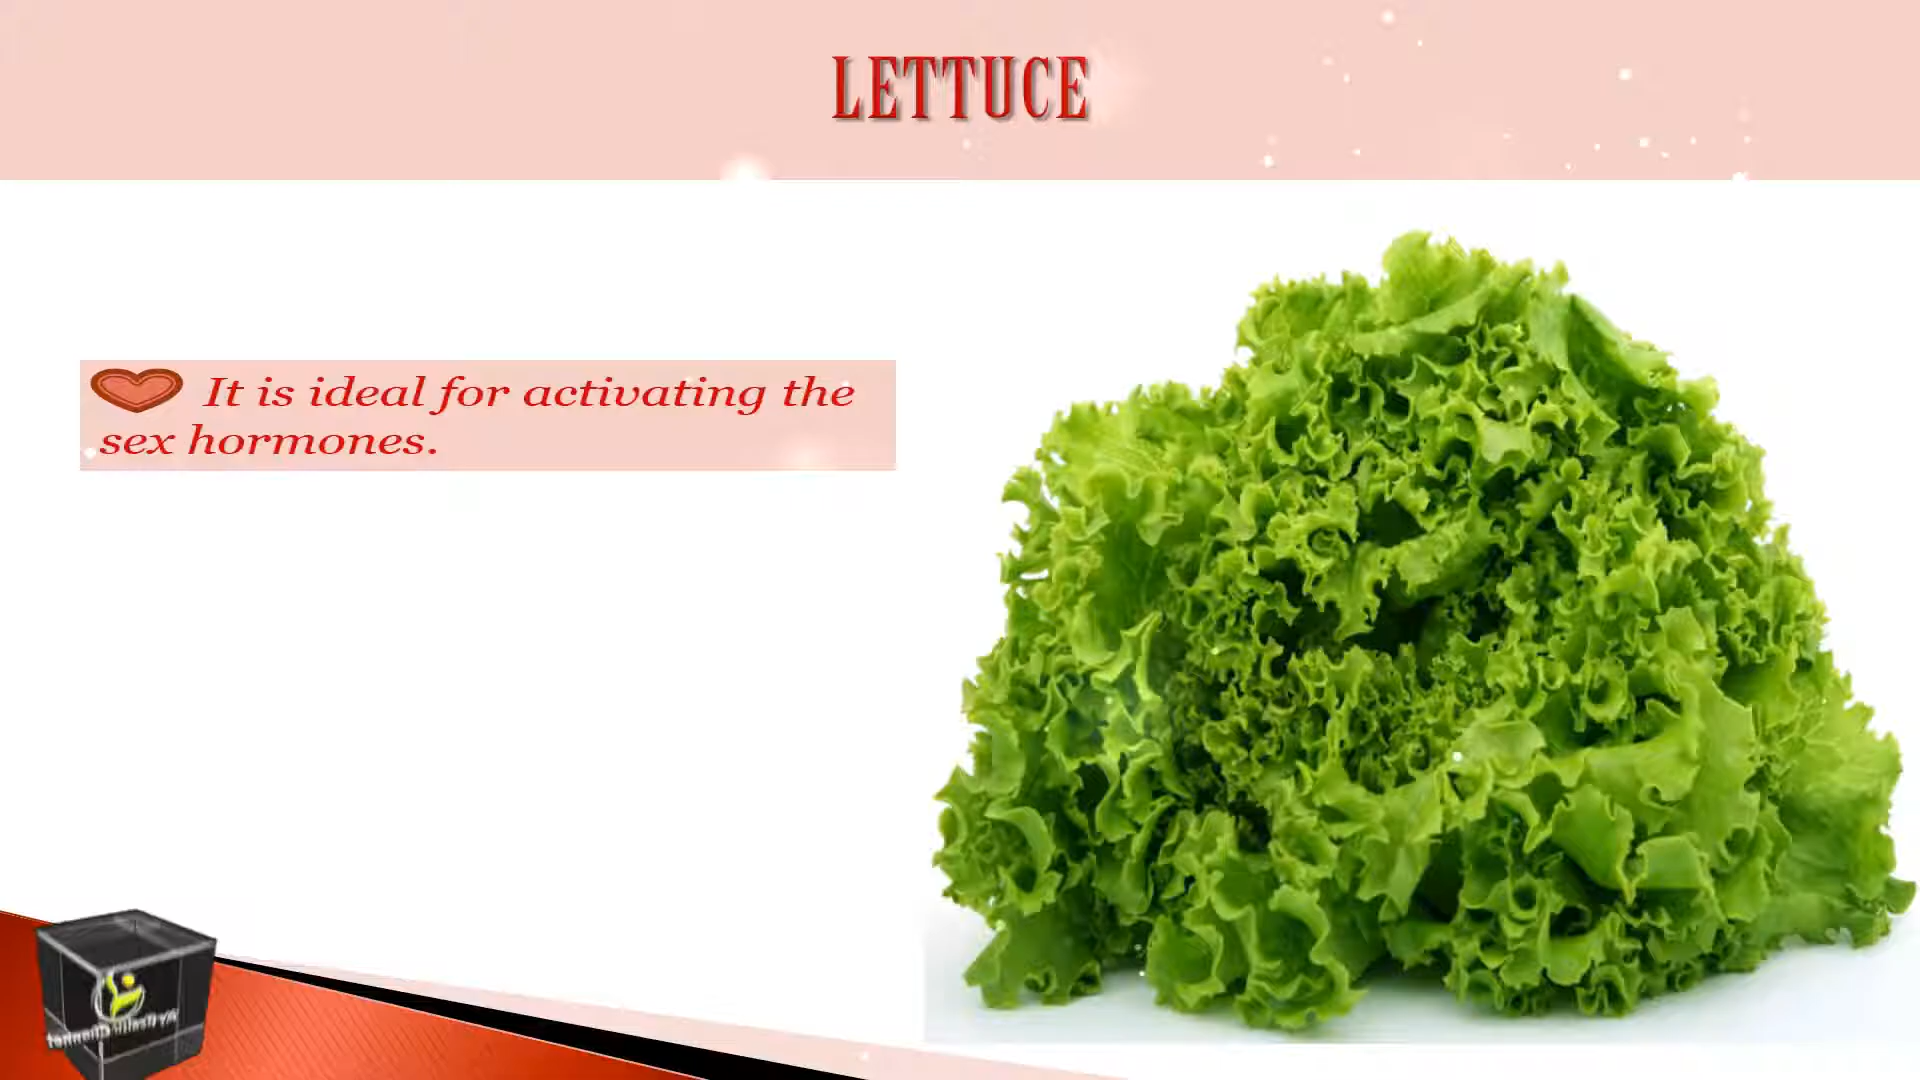 LETTUCE
It is ideal for activating the
sex hormones.